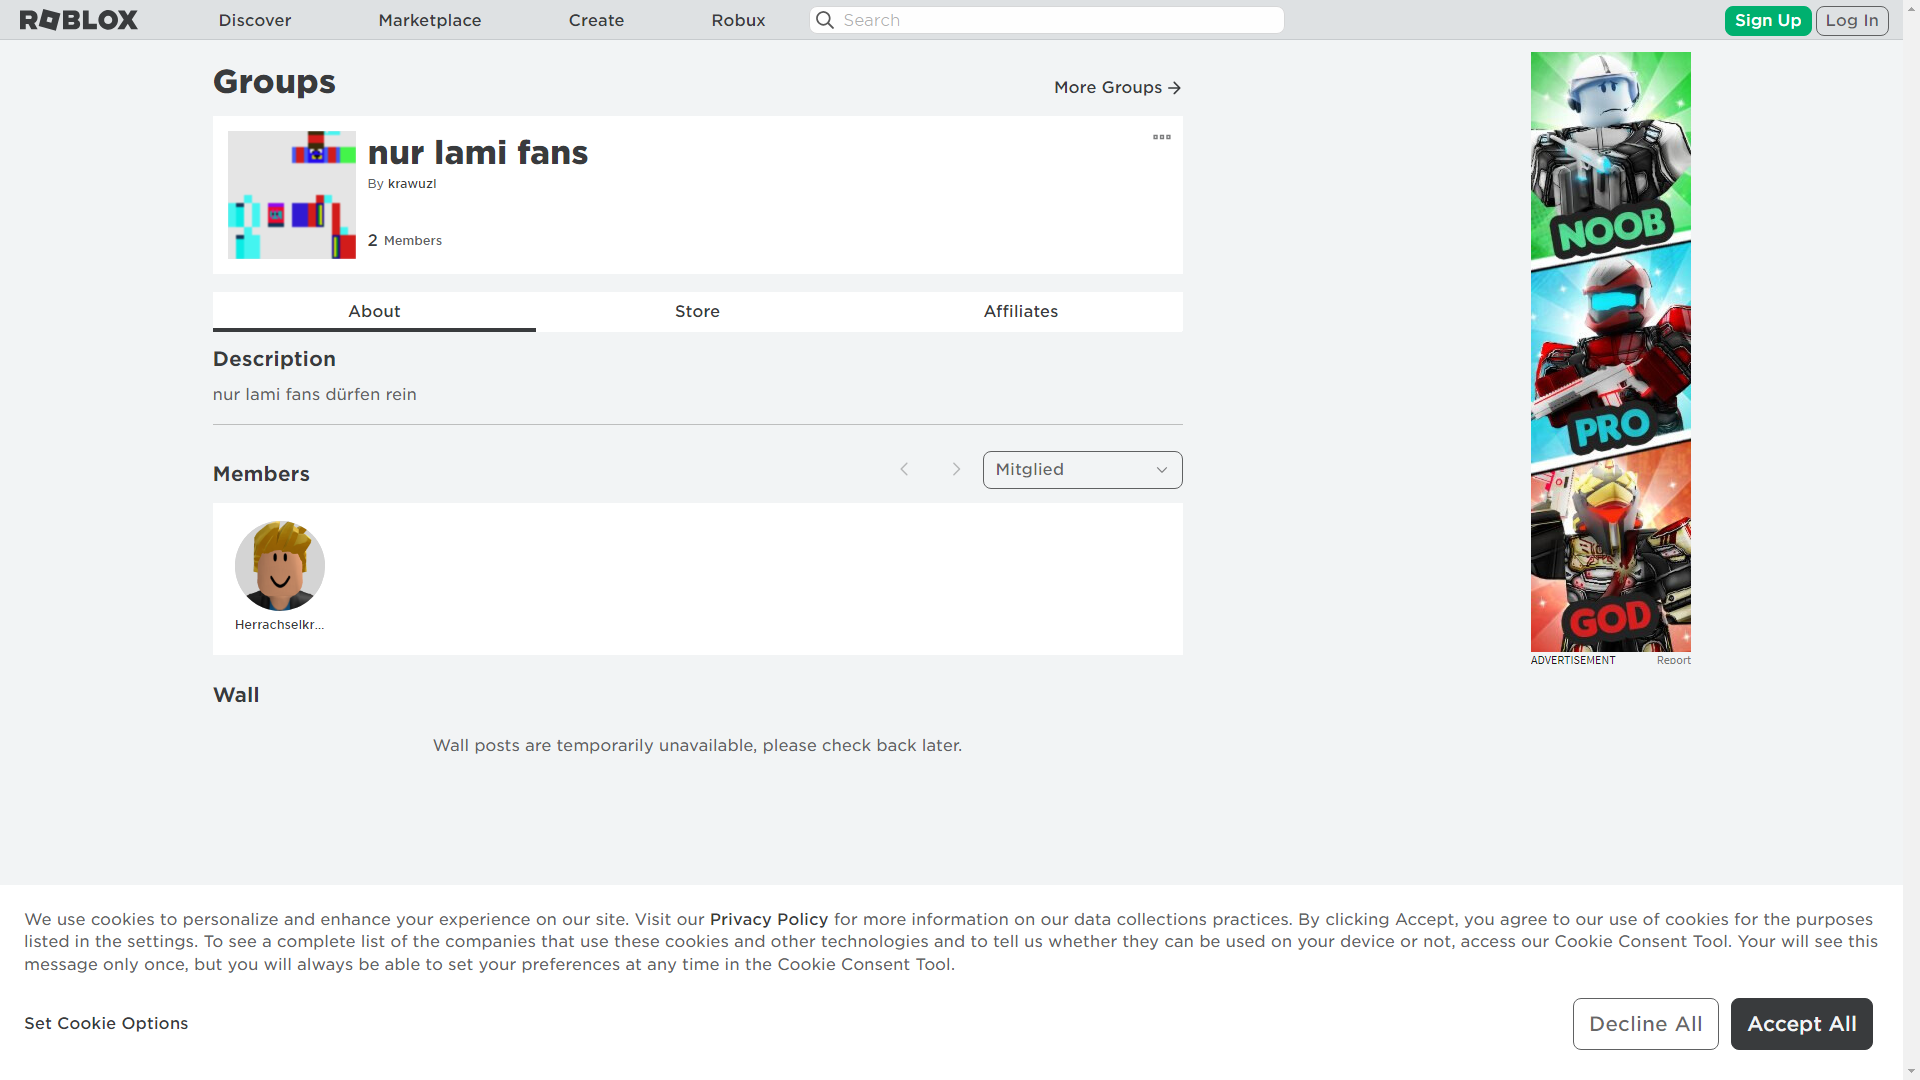 ROBLOX
Discover
Marketplace
Create
Robux
Search
Sign Up
Log In
Groups
More Groups
nur lami fans
By krawuzl
2 Members
About
Store
Affiliates
Description
nur lami fans dürfen rein
Members
Mitglied
Herrachselkr...
Wall
Wall posts are temporarily unavailable, please check back later.
NOOB
PRO
GOD
ADVERTISEMENT
Report
We use cookies to personalize and enhance your experience on our site. Visit our Privacy Policy for more information on our data collections practices. By clicking Accept, you agree to our use of cookies for the purposes
listed in the settings. To see a complete list of the companies that use these cookies and other technologies and to tell us whether they can be used on your device or not, access our Cookie Consent Tool. Your will see this
message only once, but you will always be able to set your preferences at any time in the Cookie Consent Tool.
Set Cookie Options
Decline All
Accept All